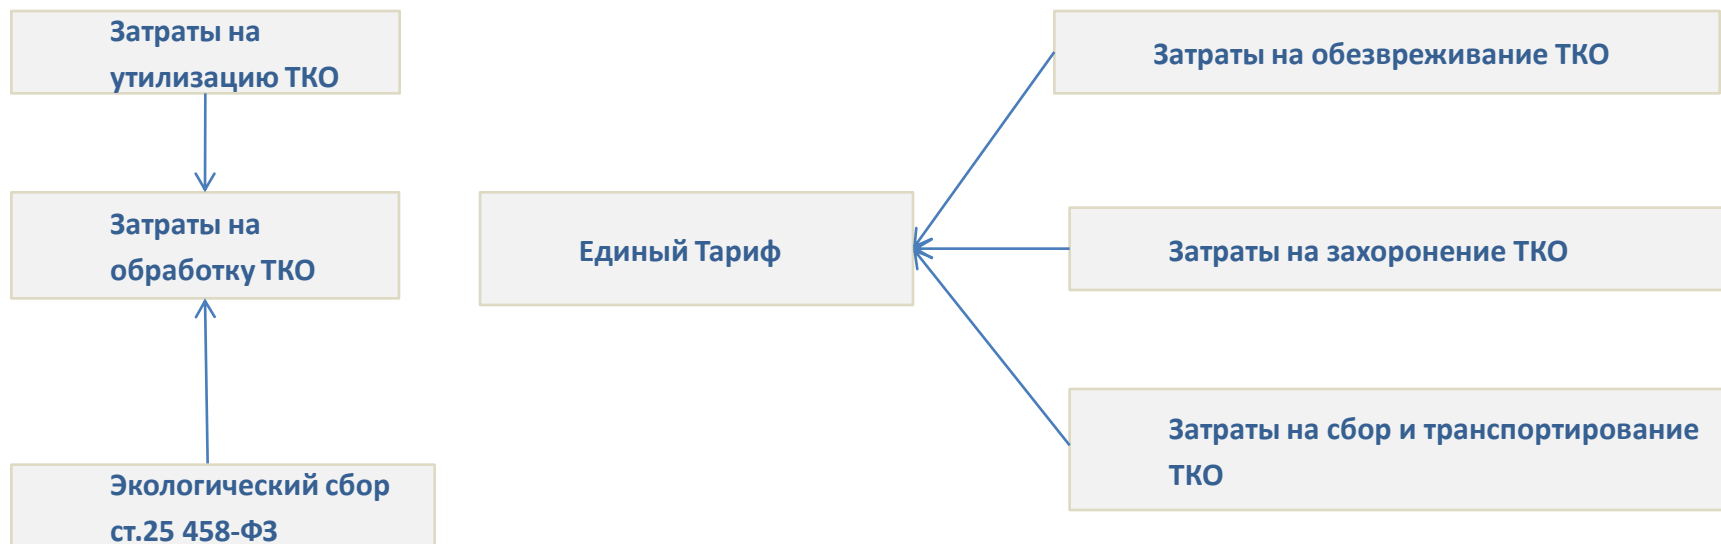 Затраты на
утилизацию ТКО
Затраты на обезвреживание ТКО
Затраты на
обработку ТКО
Единый Тариф
Затраты на захоронение ТКО
Затраты на сбор и транспортирование
ТКО
Экологический сбор
ст.25 458-ФЗ